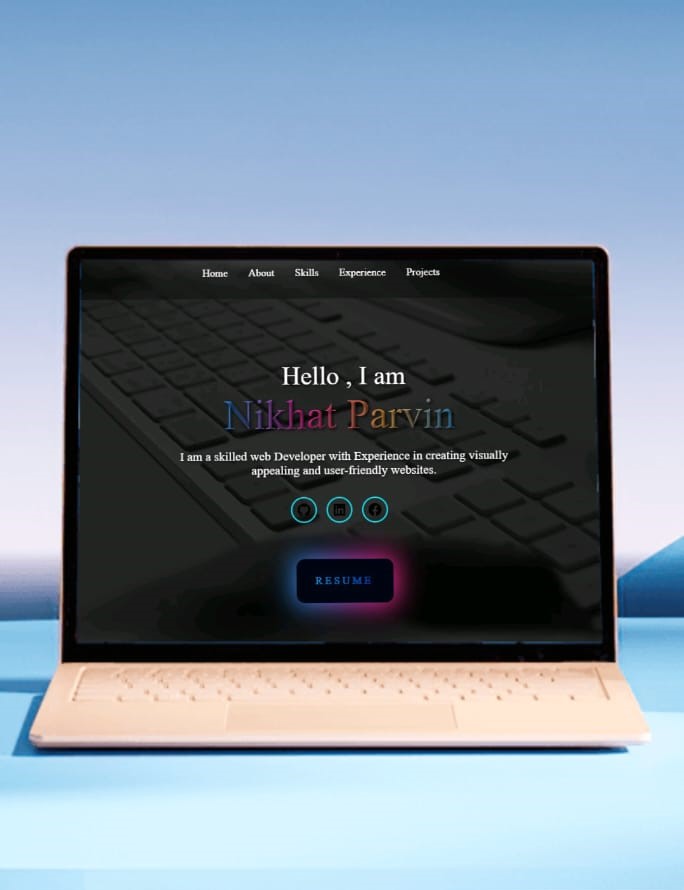 Home About Skills Experience Projects
Hello , I am
Nikhat Parvin
I am a skilled web Developer with Experience in creating visually
appealing and user-friendly websites.
in
RESUME